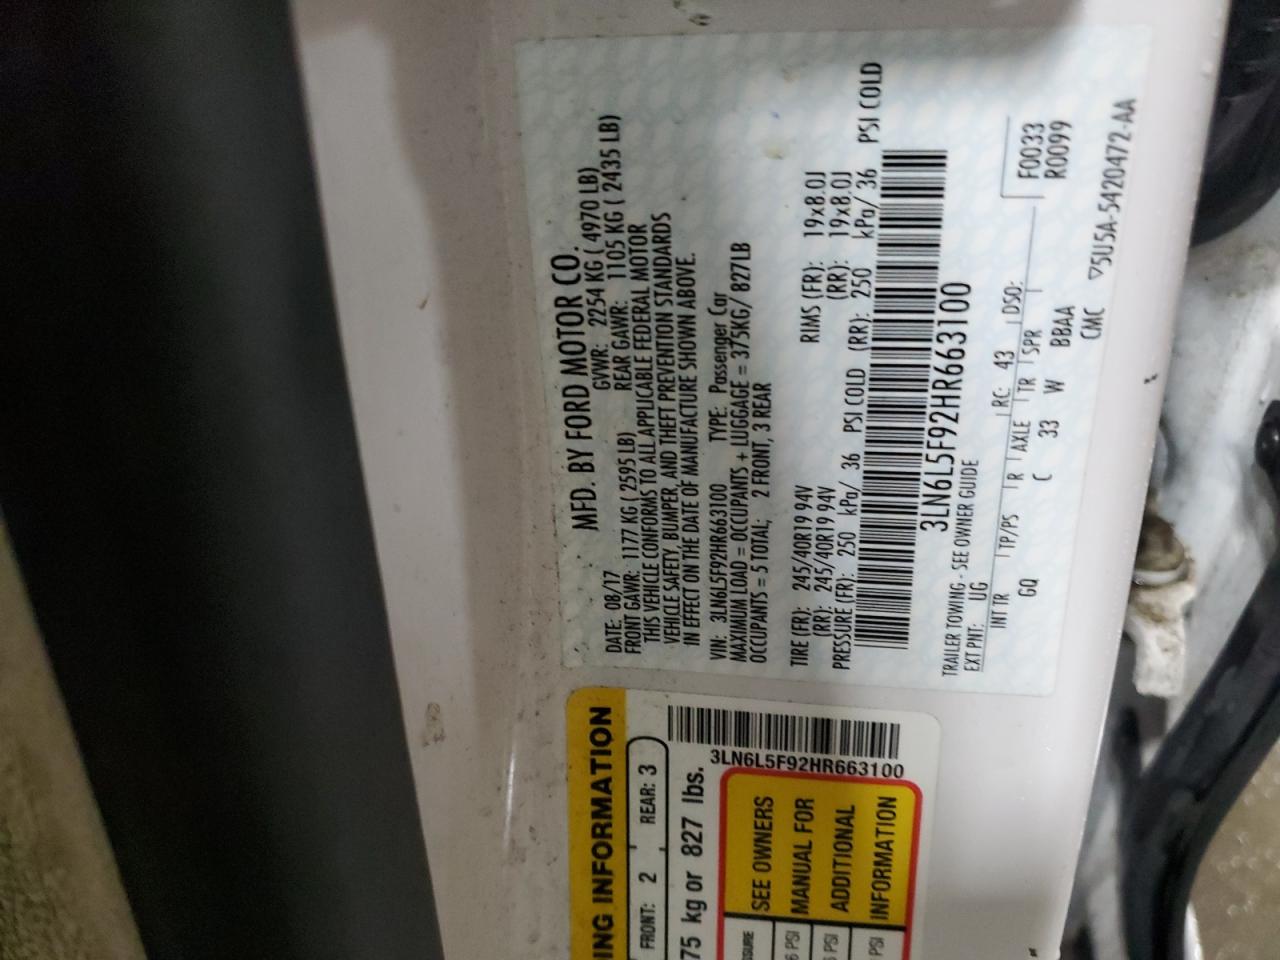 MFD. BY FORD MOTOR CO.
DATE: 08/17 GVWR: 2254 KG ( 4970 LB)
FRONT GAWR: 1177 KG ( 2595 LB) REAR GAWR: 1105 KG ( 2435 LB)
THIS VEHICLE CONFORMS TO ALL APPLICABLE FEDERAL MOTOR
VEHICLE SAFETY, BUMPER, AND THEFT PREVENTION STANDARDS
IN EFFECT ON THE DATE OF MANUFACTURE SHOWN ABOVE.
VIN: 3LN6L5F92HR663100 TYPE: Passenger Car
MAXIMUM LOAD = OCCUPANTS + LUGGAGE = 375KG/ 827LB
OCCUPANTS = 5 TOTAL; 2 FRONT, 3 REAR
TIRE (FR): 245/40R19 94V RIMS (FR): 19x8.0J
(RR): 245/40R19 94V (RR): 19x8.0J
PRESSURE (FR): 250 kPa/ 36 PSI COLD (RR): 250 kPa/ 36 PSI COLD
3LN6L5F92HR663100
TRAILER TOWING - SEE OWNER GUIDE
EXT PNT: UG RC: 43 DSO: F0033
INT TR TP/PS R AXLE TR SPR R0099
GQ C 33 W BBAA
CMC ▽5U5A-5420472-AA
ING INFORMATION
FRONT: 2 REAR: 3
75 kg or 827 lbs.
3LN6L5F92HR663100
SSURE
6 PSI
PSI
PSI
SEE OWNERS
MANUAL FOR
ADDITIONAL
INFORMATION